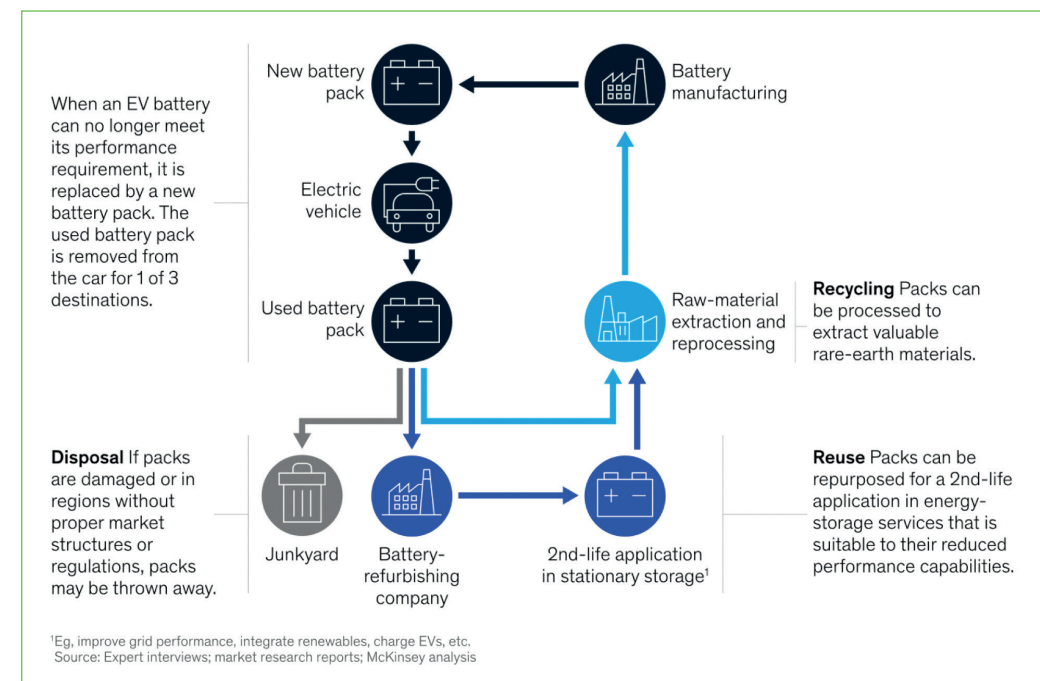 When an EV battery
can no longer meet
its performance
requirement, it is
replaced by a new
battery pack. The
used battery pack
is removed from
the car for 1 of 3
destinations.
New battery
pack
Battery
manufacturing
Electric
vehicle
Used battery
pack
Raw-material
extraction and
reprocessing
Recycling Packs can
be processed to
extract valuable
rare-earth materials.
Disposal If packs
are damaged or in
regions without
proper market
structures or
regulations, packs
may be thrown away.
Junkyard
Battery-
refurbishing
company
2nd-life application
in stationary storage¹
Reuse Packs can be
repurposed for a 2nd-life
application in energy-
storage services that is
suitable to their reduced
performance capabilities.
¹Eg, improve grid performance, integrate renewables, charge EVs, etc.
Source: Expert interviews; market research reports; McKinsey analysis